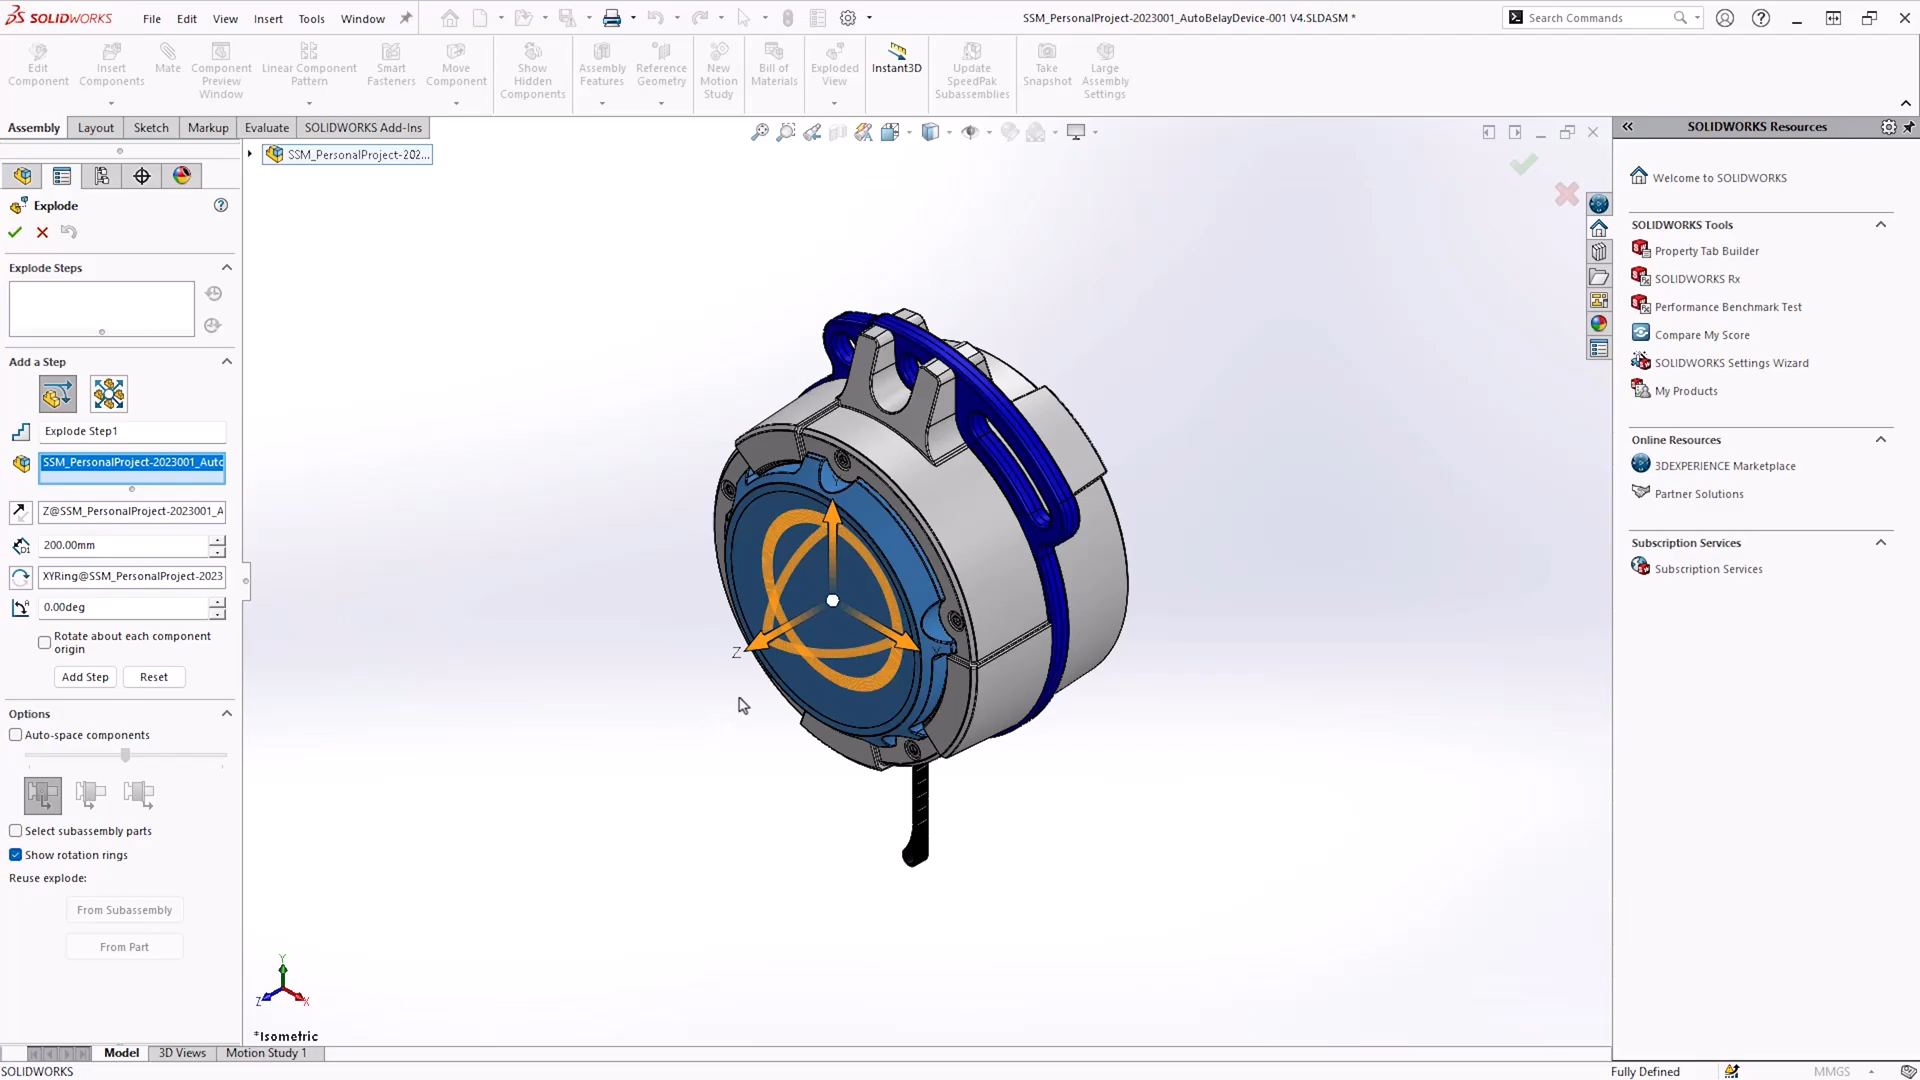 SOLIDWORKS File Edit View Insert Tools Window
SSM_PersonalProject-2023001_AutoBelayDevice-001 V4.SLDASM *
Search Commands
Edit Component
Insert Components
Mate
Component Preview Window
Linear Component Pattern
Smart Fasteners
Move Component
Show Hidden Components
Assembly Features
Reference Geometry
New Motion Study
Bill of Materials
Exploded View
Instant3D
Update SpeedPak Subassemblies
Take Snapshot
Large Assembly Settings
Assembly Layout Sketch Markup Evaluate SOLIDWORKS Add-Ins
SSM_PersonalProject-202...
Explode
Explode Steps
Add a Step
Explode Step1
SSM_PersonalProject-2023001_Auto
Z@SSM_PersonalProject-2023001_A
200.00mm
XYRing@SSM_PersonalProject-2023
0.00deg
Rotate about each component
origin
Add Step Reset
Options
Auto-space components
Select subassembly parts
Show rotation rings
Reuse explode:
From Subassembly
From Part
Z
Y
Z X
*Isometric
Model 3D Views Motion Study 1
SOLIDWORKS
Fully Defined
MMGS
SOLIDWORKS Resources
Welcome to SOLIDWORKS
SOLIDWORKS Tools
Property Tab Builder
SOLIDWORKS Rx
Performance Benchmark Test
Compare My Score
SOLIDWORKS Settings Wizard
My Products
Online Resources
3DEXPERIENCE Marketplace
Partner Solutions
Subscription Services
Subscription Services